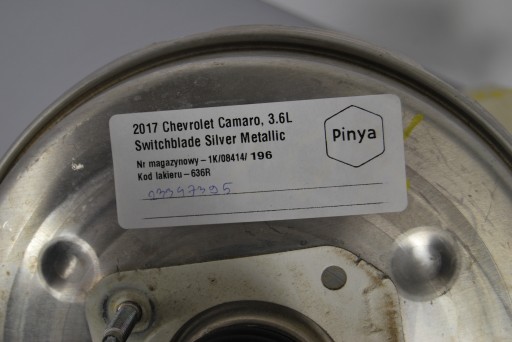 2017 Chevrolet Camaro, 3.6L
Switchblade Silver Metallic
Pinya
Nr magazynowy – 1K/08414/ 196
Kod lakieru – 636R